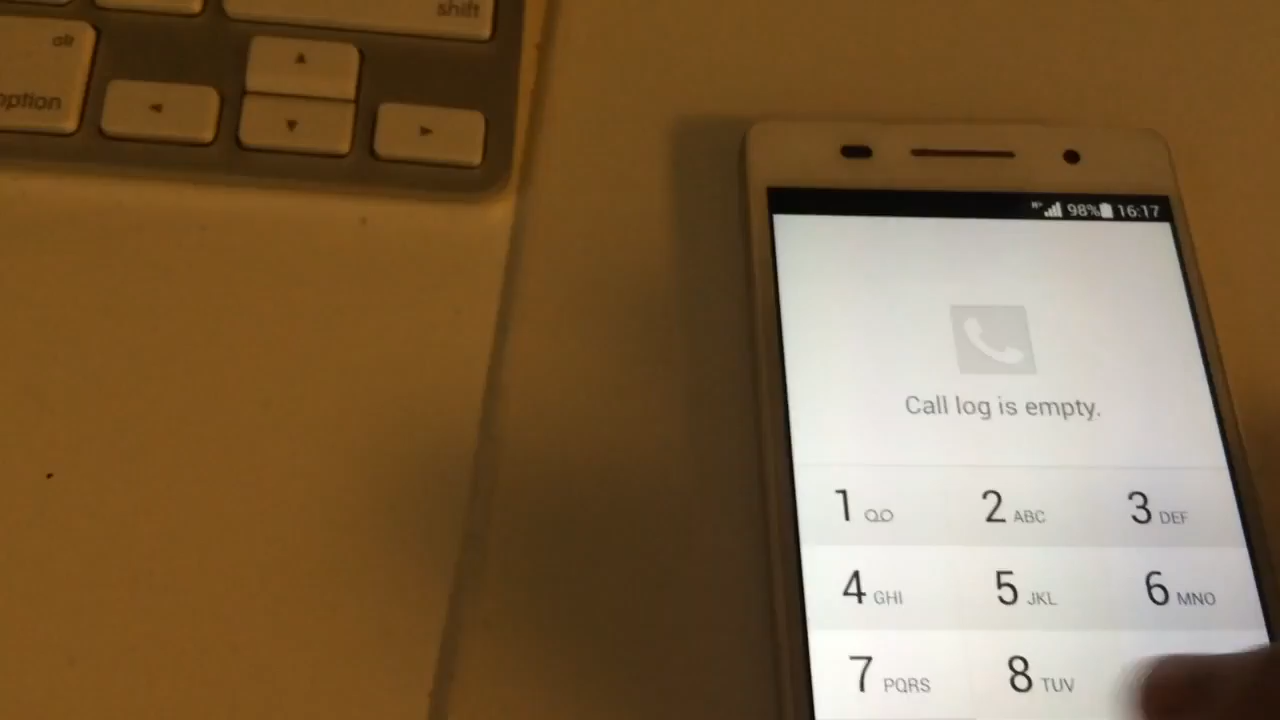 shift
alt
option
98% 16:17
Call log is empty.
1 2 ABC 3 DEF
4 GHI 5 JKL 6 MNO
7 PQRS 8 TUV